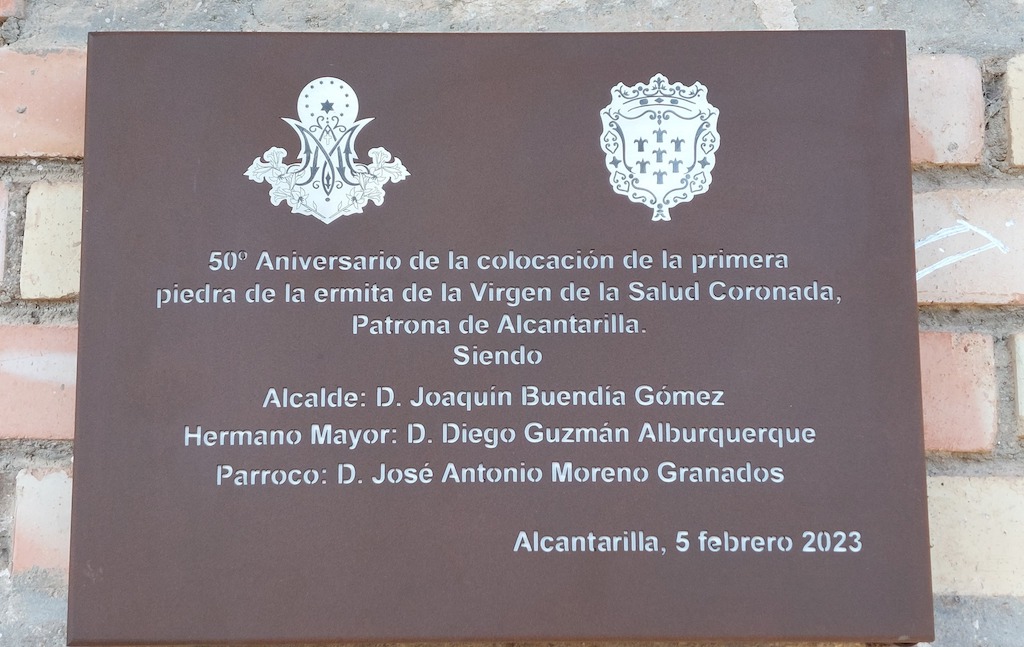 50º Aniversario de la colocación de la primera
piedra de la ermita de la Virgen de la Salud Coronada,
Patrona de Alcantarilla.
Siendo
Alcalde: D. Joaquín Buendía Gómez
Hermano Mayor: D. Diego Guzmán Alburquerque
Parroco: D. José Antonio Moreno Granados
Alcantarilla, 5 febrero 2023